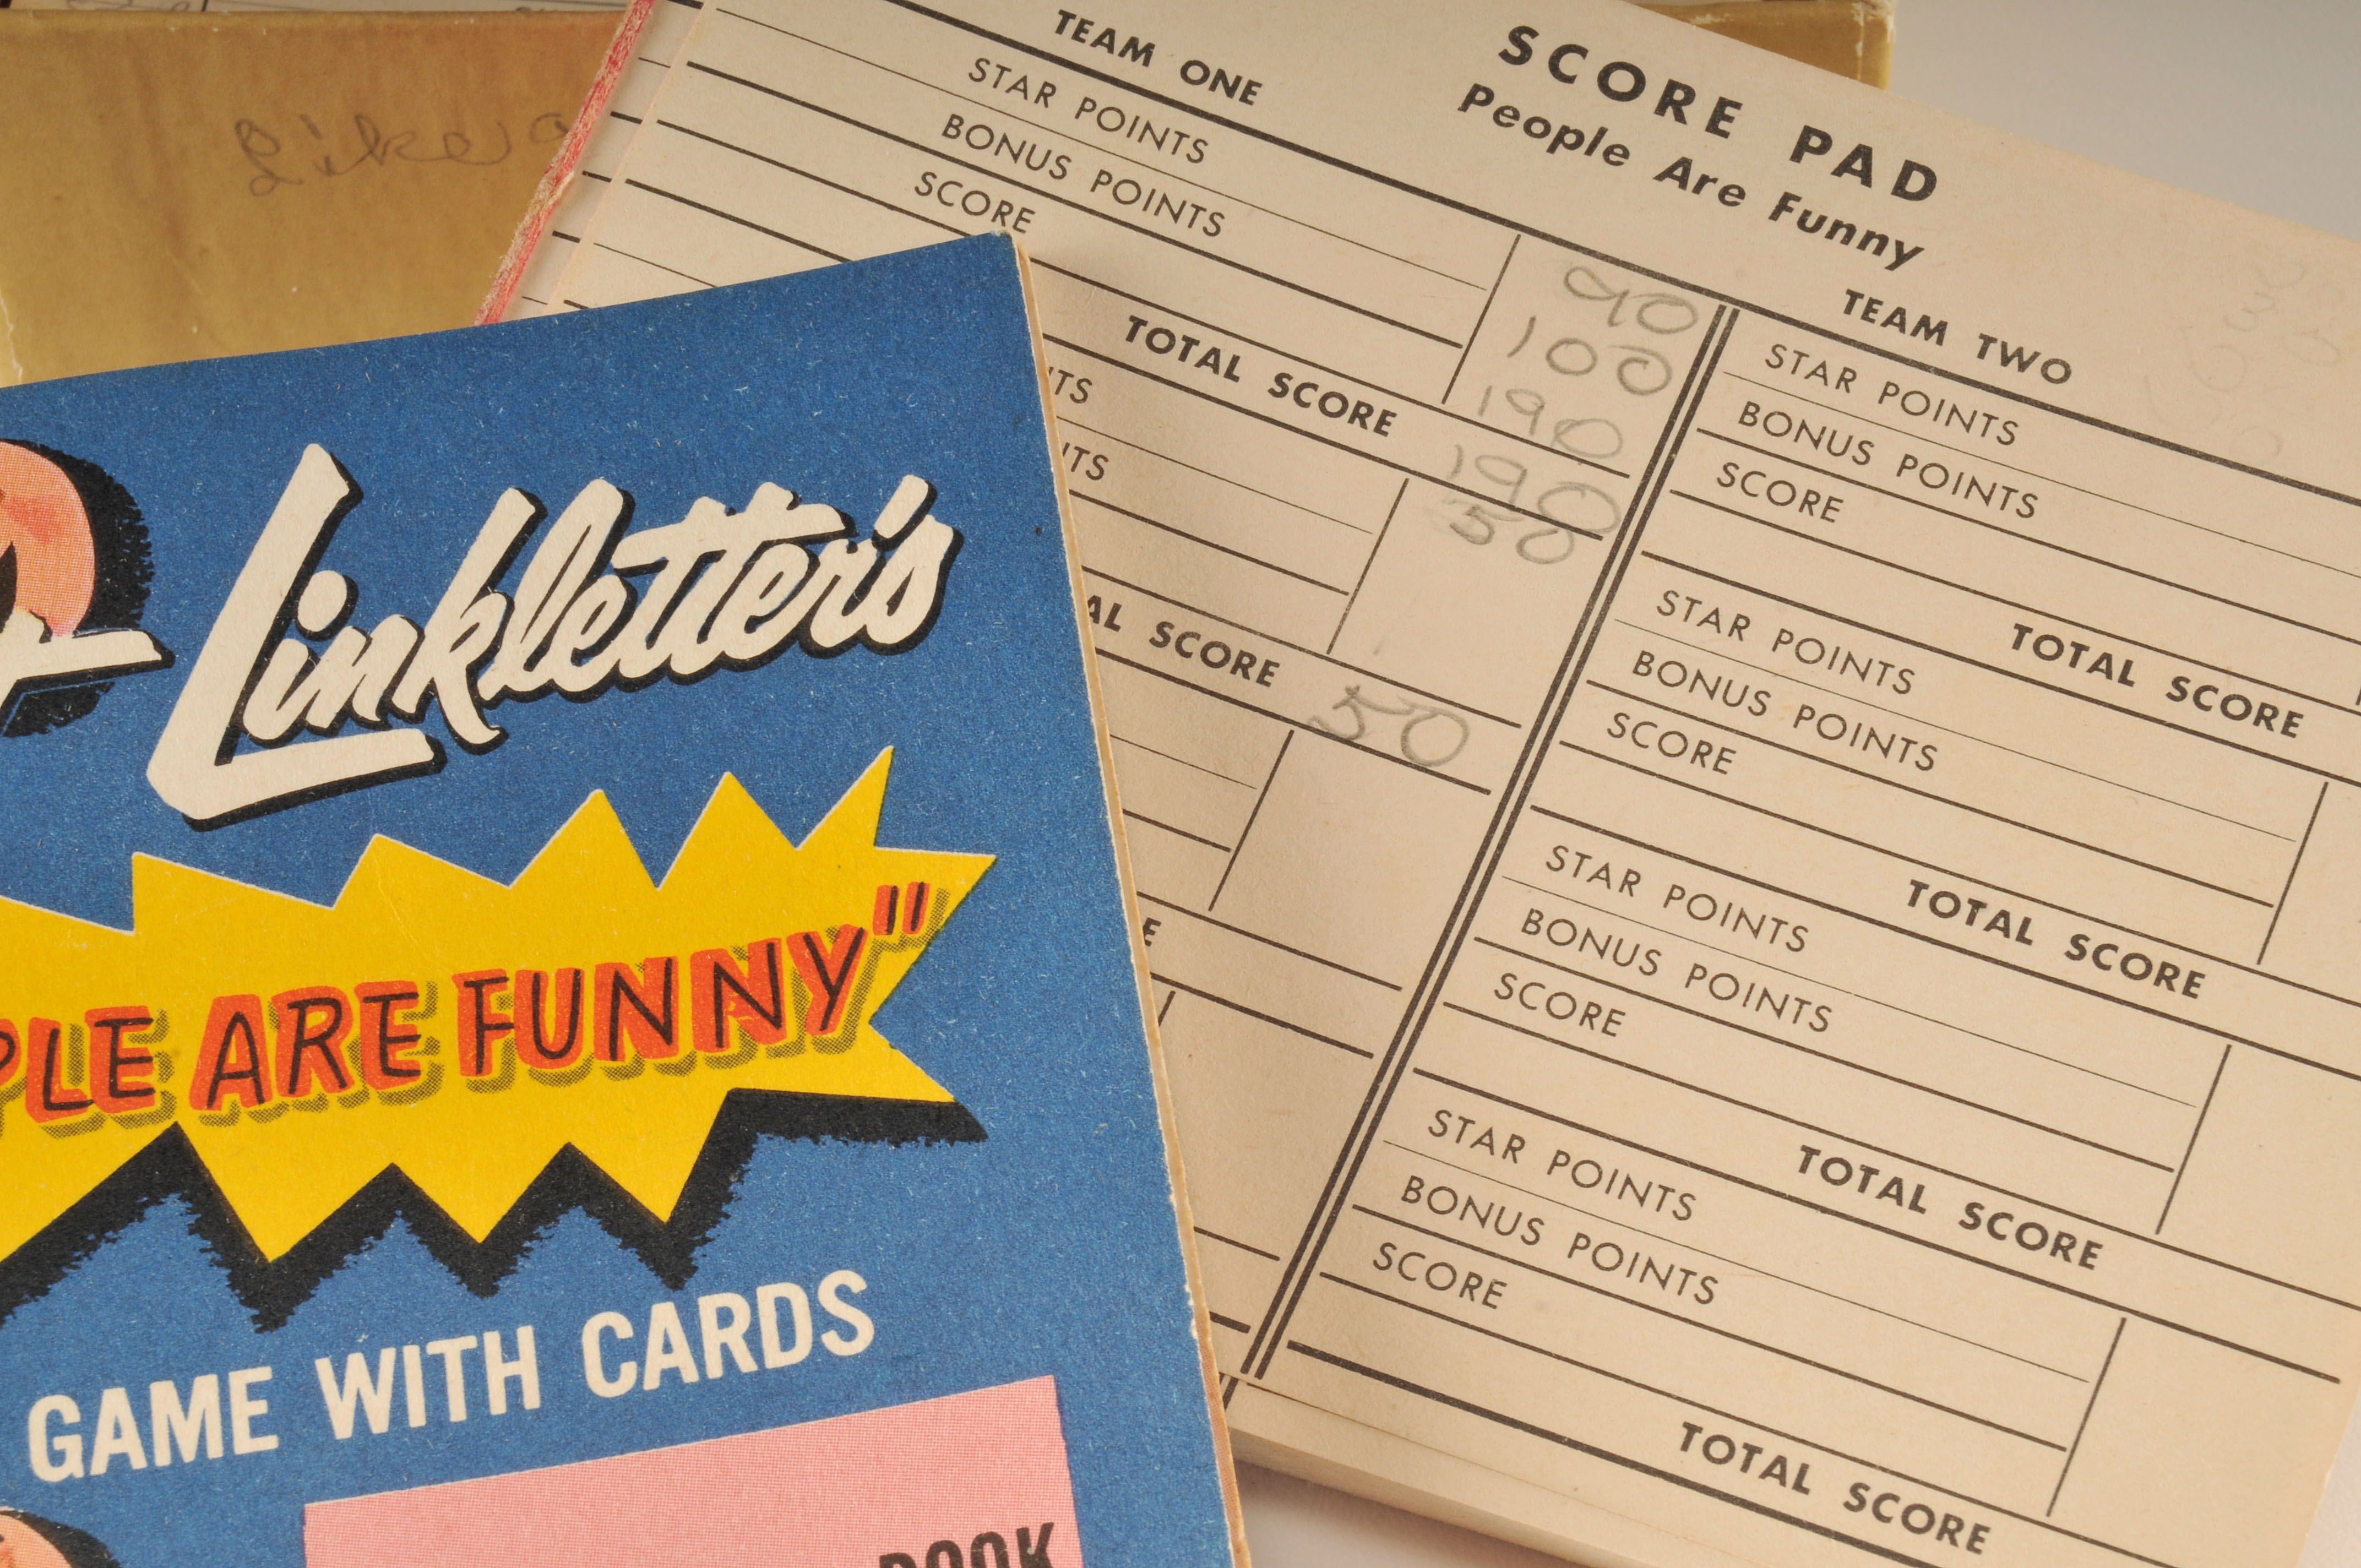 Like a
SCORE PAD
People Are Funny
TEAM ONE
STAR POINTS 90
BONUS POINTS 100
SCORE 190
TOTAL SCORE 190
50
TOTAL SCORE 50
TEAM TWO
STAR POINTS
BONUS POINTS
SCORE
TOTAL SCORE
STAR POINTS
BONUS POINTS
SCORE
TOTAL SCORE
STAR POINTS
BONUS POINTS
SCORE
TOTAL SCORE
STAR POINTS
BONUS POINTS
SCORE
TOTAL SCORE
Linkletter's
PLE ARE FUNNY"
GAME WITH CARDS
BOOK